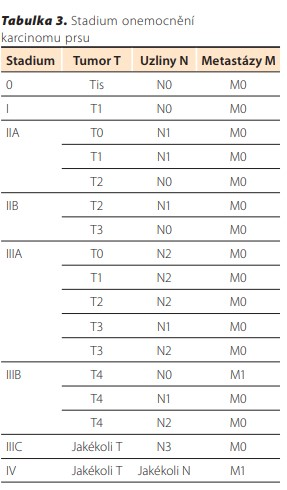 Tabulka 3. Stadium onemocnění
karcinomu prsu
Stadium Tumor T Uzliny N Metastázy M
0 Tis N0 M0
I T1 N0 M0
IIA T0 N1 M0
T1 N1 M0
T2 N0 M0
IIB T2 N1 M0
T3 N0 M0
IIIA T0 N2 M0
T1 N2 M0
T2 N2 M0
T3 N1 M0
T3 N2 M0
IIIB T4 N0 M1
T4 N1 M0
T4 N2 M0
IIIC Jakékoli T N3 M0
IV Jakékoli T Jakékoli N M1